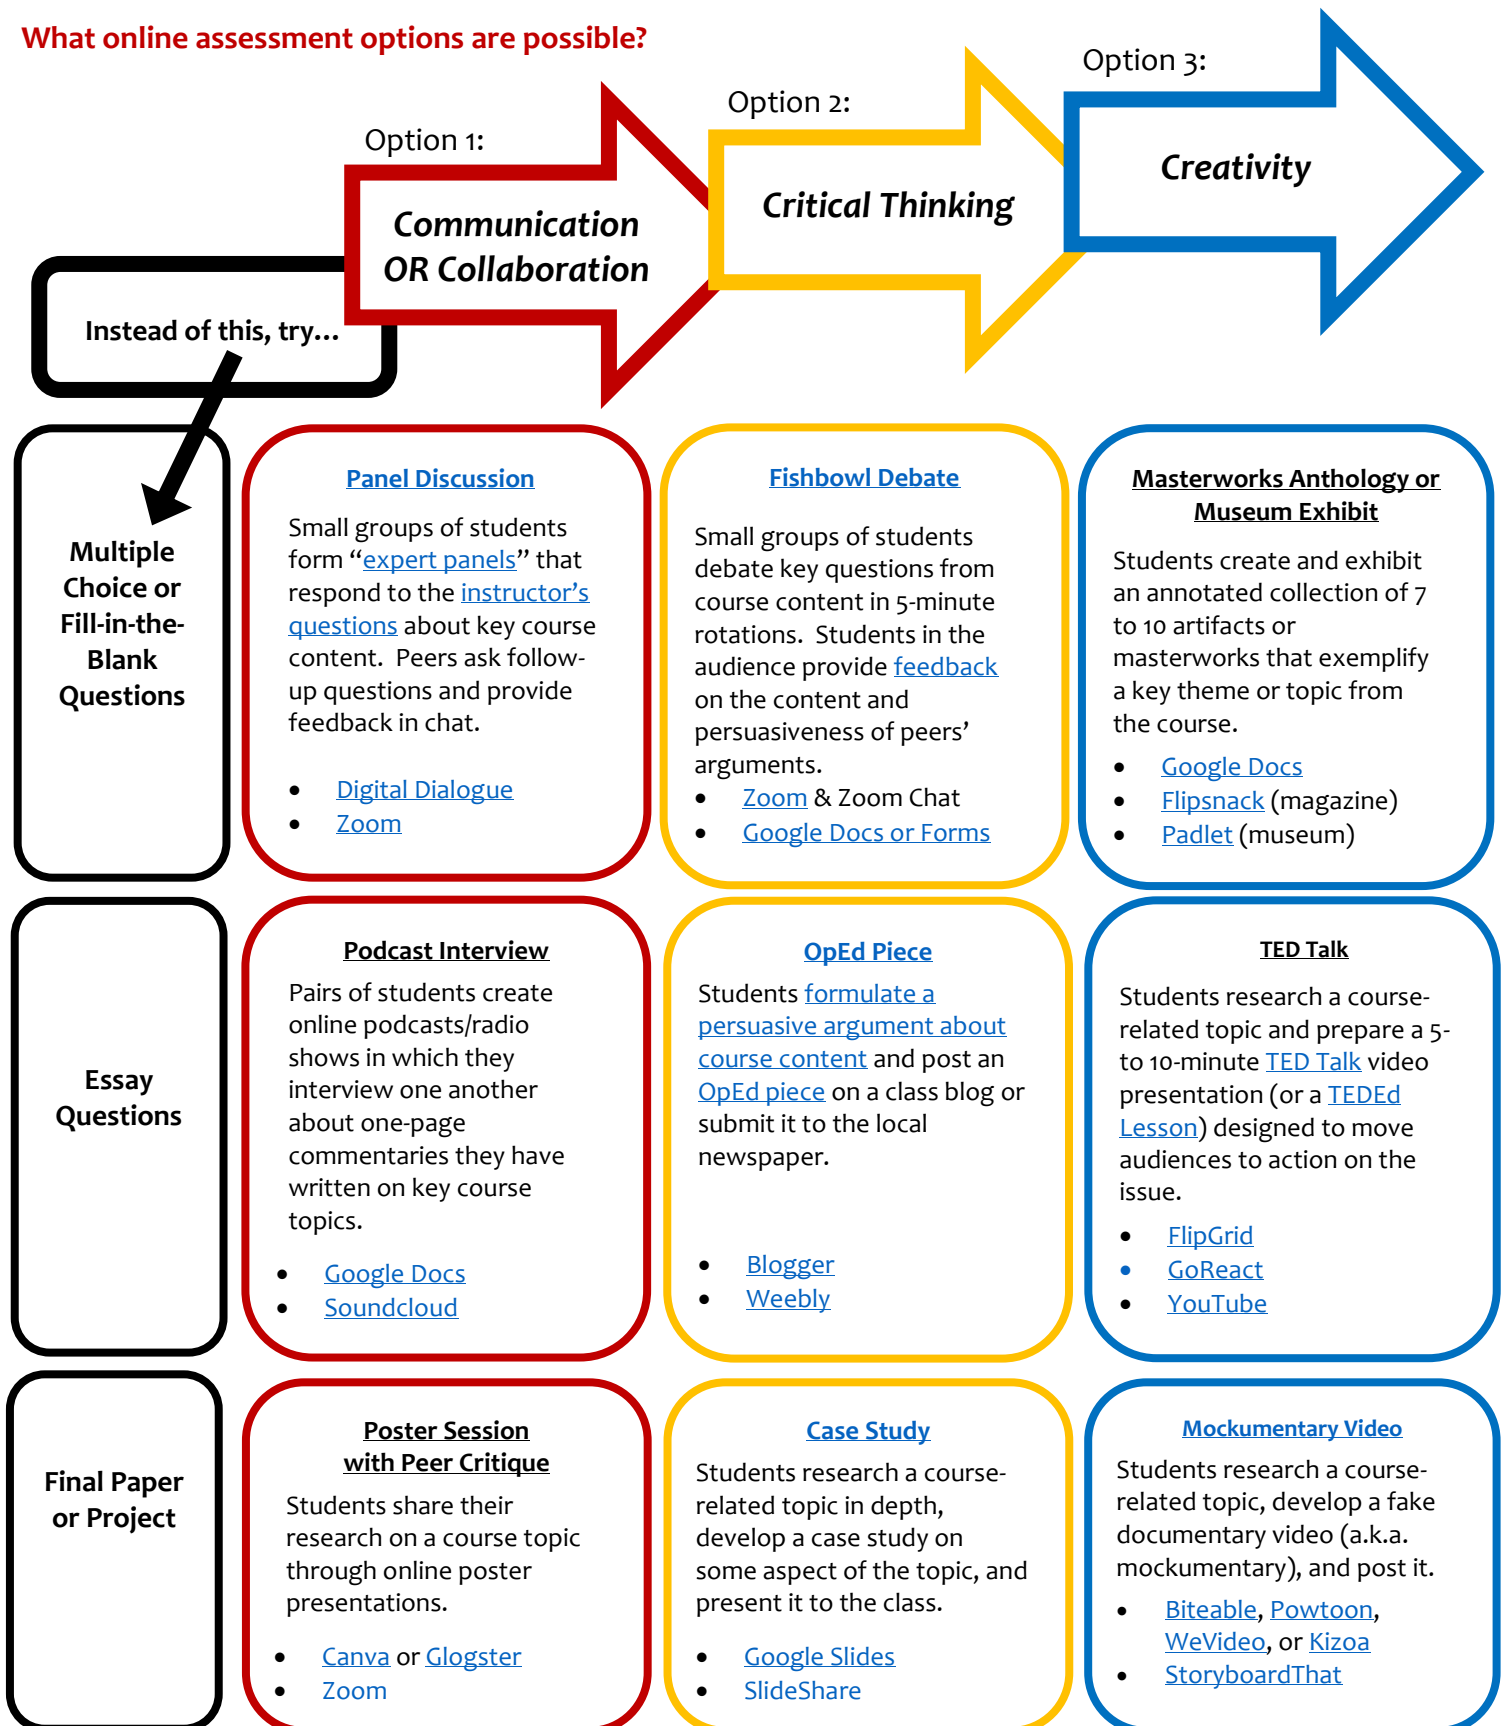 What online assessment options are possible?
Option 1:
Option 2:
Option 3:
Communication
OR Collaboration
Critical Thinking
Creativity
Instead of this, try...
Multiple
Choice or
Fill-in-the-
Blank
Questions
Panel Discussion
Small groups of students
form “expert panels” that
respond to the instructor’s
questions about key course
content.  Peers ask follow-
up questions and provide
feedback in chat.
• Digital Dialogue
• Zoom
Fishbowl Debate
Small groups of students
debate key questions from
course content in 5-minute
rotations.  Students in the
audience provide feedback
on the content and
persuasiveness of peers’
arguments.
• Zoom & Zoom Chat
• Google Docs or Forms
Masterworks Anthology or
Museum Exhibit
Students create and exhibit
an annotated collection of 7
to 10 artifacts or
masterworks that exemplify
a key theme or topic from
the course.
• Google Docs
• Flipsnack (magazine)
• Padlet (museum)
Essay
Questions
Podcast Interview
Pairs of students create
online podcasts/radio
shows in which they
interview one another
about one-page
commentaries they have
written on key course
topics.
• Google Docs
• Soundcloud
OpEd Piece
Students formulate a
persuasive argument about
course content and post an
OpEd piece on a class blog or
submit it to the local
newspaper.
• Blogger
• Weebly
TED Talk
Students research a course-
related topic and prepare a 5-
to 10-minute TED Talk video
presentation (or a TEDEd
Lesson) designed to move
audiences to action on the
issue.
• FlipGrid
• GoReact
• YouTube
Final Paper
or Project
Poster Session
with Peer Critique
Students share their
research on a course topic
through online poster
presentations.
• Canva or Glogster
• Zoom
Case Study
Students research a course-
related topic in depth,
develop a case study on
some aspect of the topic, and
present it to the class.
• Google Slides
• SlideShare
Mockumentary Video
Students research a course-
related topic, develop a fake
documentary video (a.k.a.
mockumentary), and post it.
• Biteable, Powtoon,
WeVideo, or Kizoa
• StoryboardThat